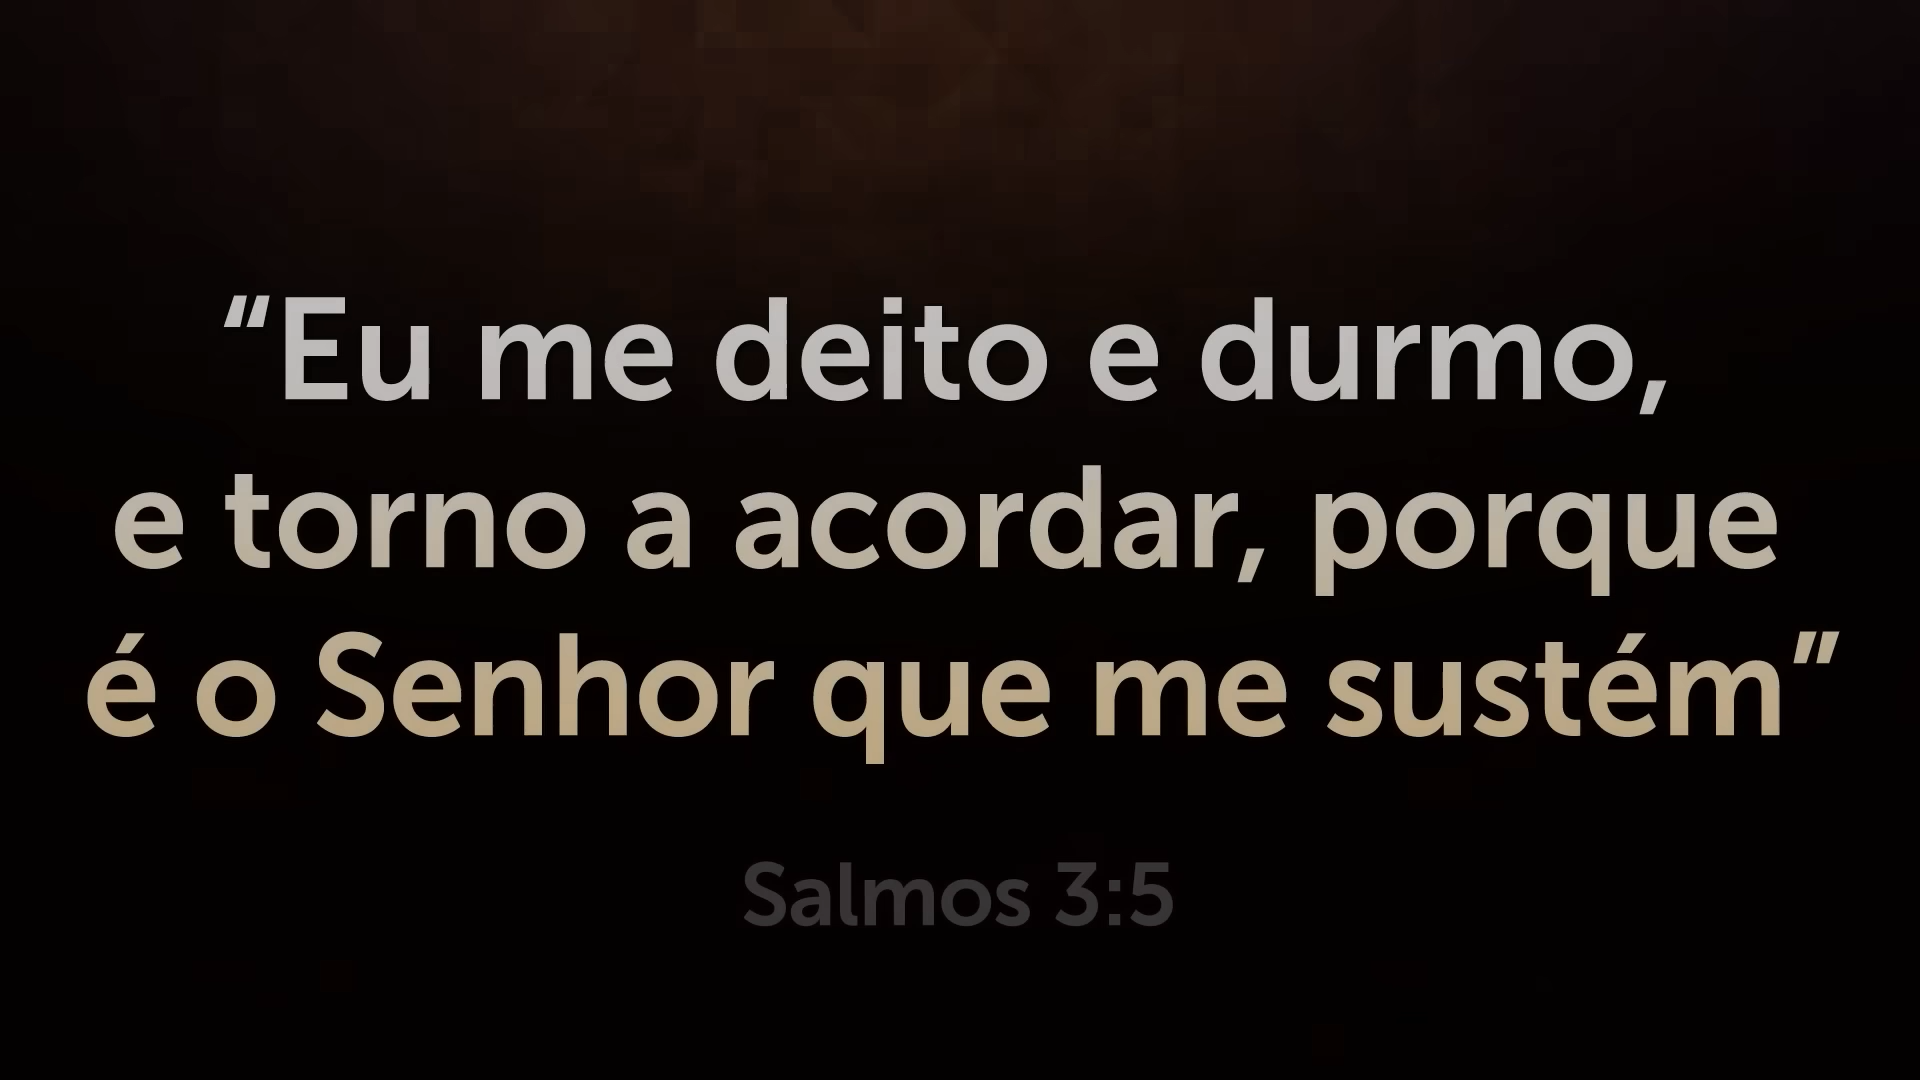 “Eu me deito e durmo,
e torno a acordar, porque
é o Senhor que me sustém”
Salmos 3:5